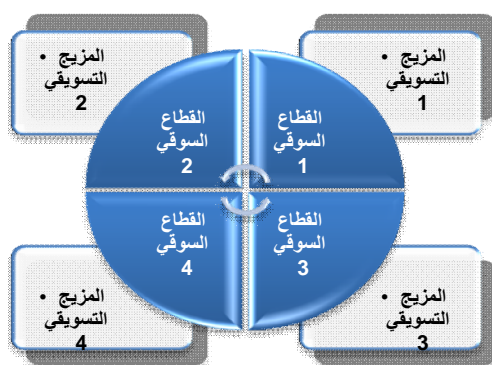 • المزيج
التسويقي
1
• المزيج
التسويقي
2
القطاع
السوقي
1
القطاع
السوقي
2
القطاع
السوقي
3
القطاع
السوقي
4
• المزيج
التسويقي
3
• المزيج
التسويقي
4